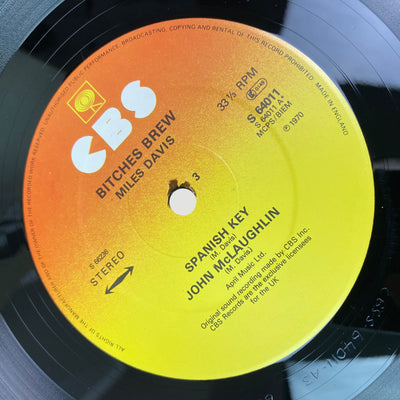 ALL RIGHTS OF THE MANUFACTURER AND OF THE OWNER OF THE RECORDED WORK RESERVED. UNAUTHORISED PUBLIC PERFORMANCE, BROADCASTING, COPYING AND RENTAL OF THIS RECORD PROHIBITED. MADE IN ENGLAND.
CBS
BITCHES BREW
MILES DAVIS
33⅓ RPM
S 64011
S 64011 A
MCPS/BIEM
℗ 1970
3
S 66236
STEREO
SPANISH KEY
(M. Davis)
JOHN McLAUGHLIN
(M. Davis)
April Music Ltd.
Original sound recording made by CBS Inc.
CBS Records are the exclusive licensees
for the UK